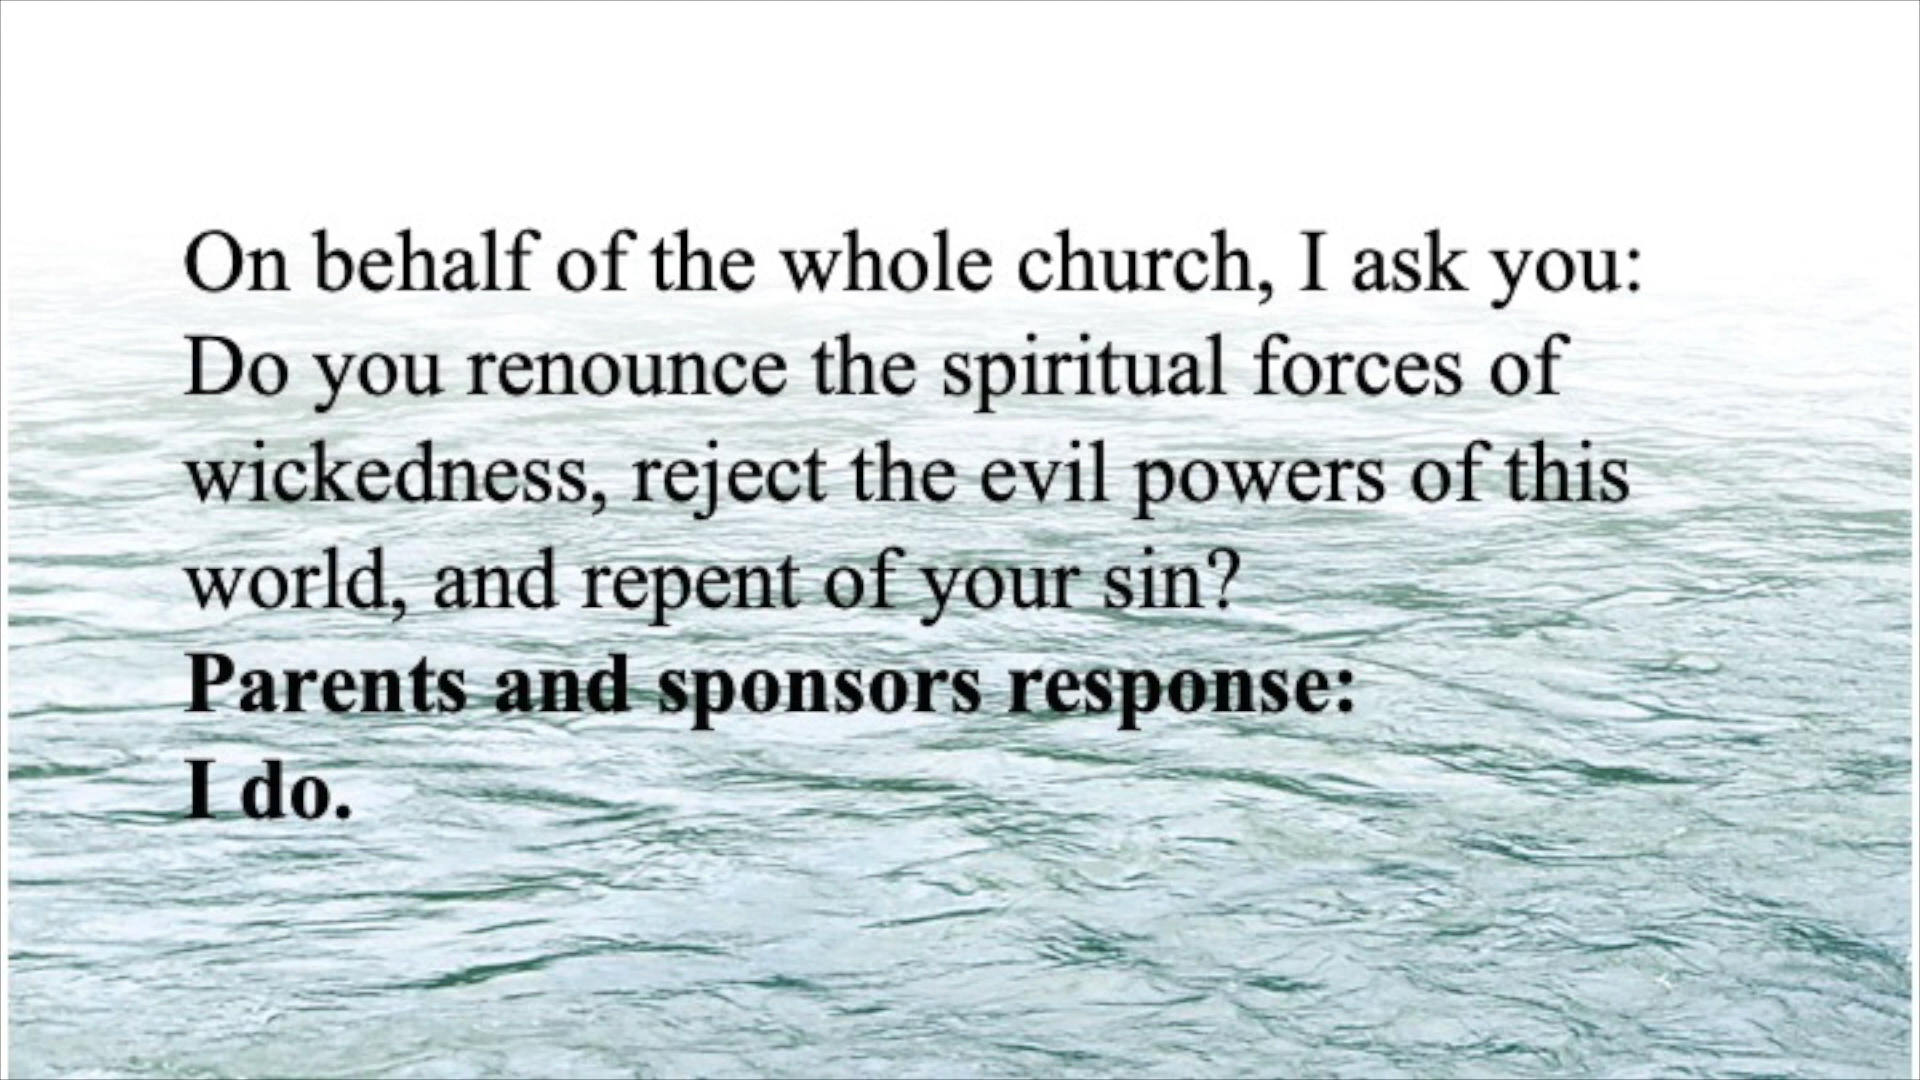 On behalf of the whole church, I ask you:
Do you renounce the spiritual forces of
wickedness, reject the evil powers of this
world, and repent of your sin?
Parents and sponsors response:
I do.